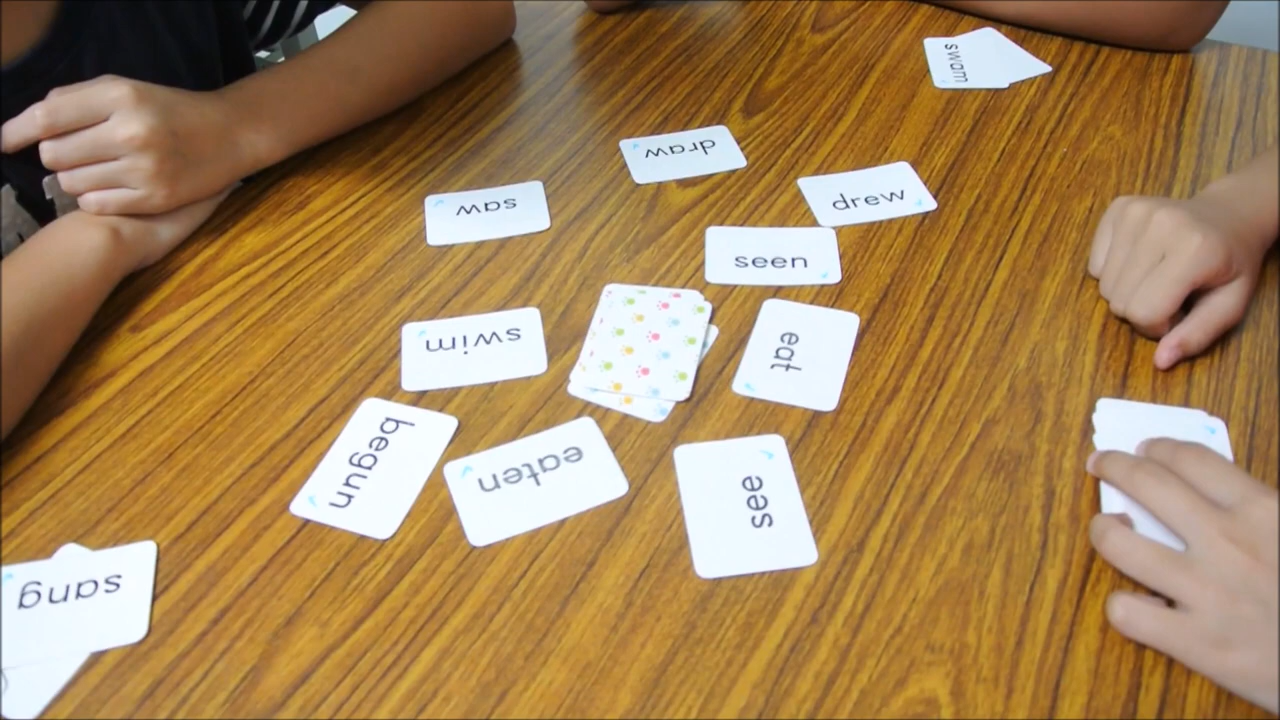 swam
draw
saw
drew
seen
swim
eat
begun
eaten
see
sang